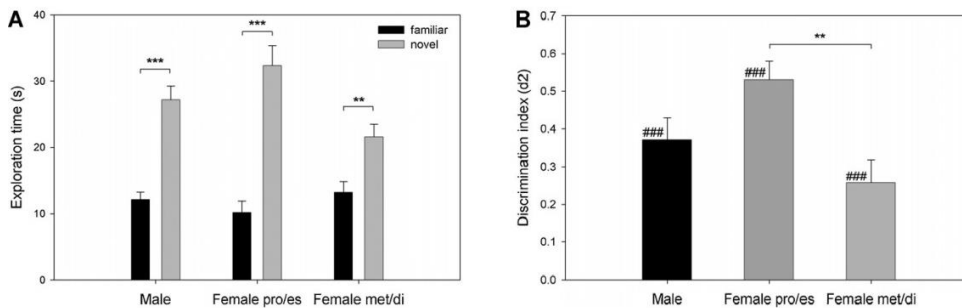 A
Exploration time (s)
40
30
20
10
0
familiar
novel
***
***
**
Male
Female pro/es
Female met/di
B
Discrimination index (d2)
0.7
0.6
0.5
0.4
0.3
0.2
0.1
0.0
**
###
###
###
Male
Female pro/es
Female met/di